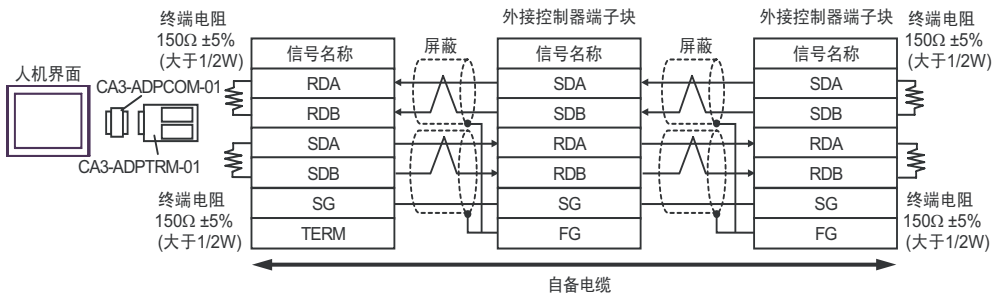 终端电阻
150Ω ±5%
(大于1/2W)
外接控制器端子块
外接控制器端子块
终端电阻
150Ω ±5%
(大于1/2W)
人机界面
CA3-ADPCOM-01
CA3-ADPTRM-01
信号名称
RDA
RDB
SDA
SDB
SG
TERM
屏蔽
信号名称
SDA
SDB
RDA
RDB
SG
FG
屏蔽
信号名称
SDA
SDB
RDA
RDB
SG
FG
终端电阻
150Ω ±5%
(大于1/2W)
终端电阻
150Ω ±5%
(大于1/2W)
自备电缆